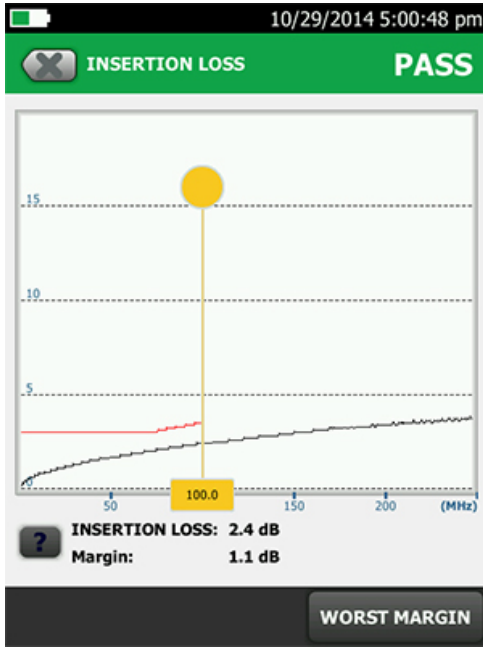 10/29/2014 5:00:48 pm
INSERTION LOSS
PASS
15
10
5
0
50
100.0
150
200
(MHz)
?
INSERTION LOSS: 2.4 dB
Margin: 1.1 dB
WORST MARGIN